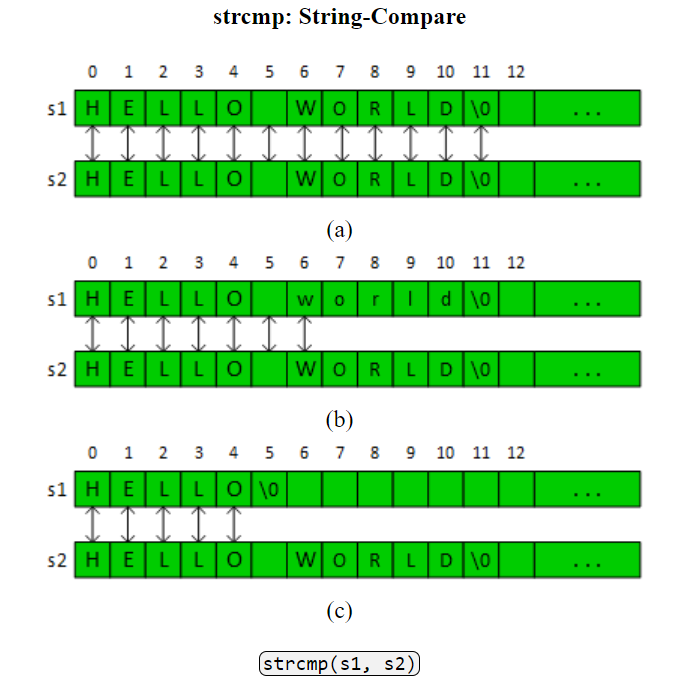 strcmp: String-Compare
0 1 2 3 4 5 6 7 8 9 10 11 12
s1 H E L L O W O R L D \0 ...
s2 H E L L O W O R L D \0 ...
(a)
0 1 2 3 4 5 6 7 8 9 10 11 12
s1 H E L L O w o r l d \0 ...
s2 H E L L O W O R L D \0 ...
(b)
0 1 2 3 4 5 6 7 8 9 10 11 12
s1 H E L L O \0 ...
s2 H E L L O W O R L D \0 ...
(c)
strcmp(s1, s2)